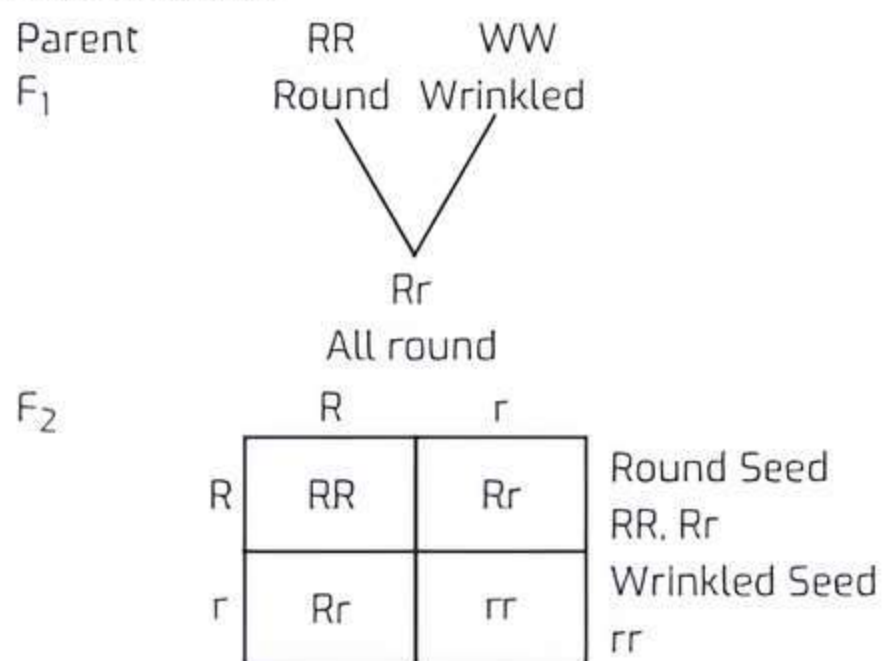 Parent RR WW
F₁ Round Wrinkled
Rr
All round
F₂ R r
R RR Rr Round Seed
RR, Rr
r Rr rr Wrinkled Seed
rr